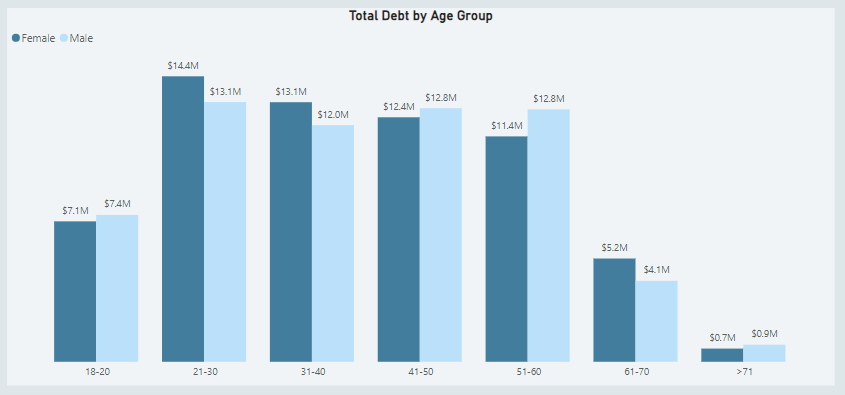 Total Debt by Age Group
Female Male
$7.1M $7.4M
$14.4M $13.1M
$13.1M $12.0M
$12.4M $12.8M
$11.4M $12.8M
$5.2M $4.1M
$0.7M $0.9M
18-20 21-30 31-40 41-50 51-60 61-70 >71